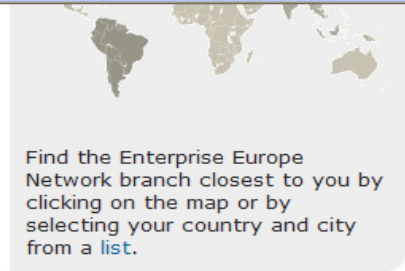 Find the Enterprise Europe
Network branch closest to you by
clicking on the map or by
selecting your country and city
from a list.